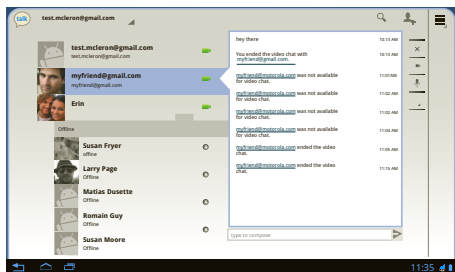 talk
test.mcleron@gmail.com
test.mcleron@gmail.com
test.mcleron@gmail.com
myfriend@gmail.com
myfriend@gmail.com
Erin
Offline
Susan Fryer
offline
Larry Page
Offline
Matias Dusette
Offline
Romain Guy
Offline
Susan Moore
Offline
hey there 10:13 AM
You ended the video chat with 10:13 AM
myfriend@gmail.com.
myfriend@motorola.com was not available 11:01 AM
for video chat.
myfriend@motorola.com was not available 11:02 AM
for video chat.
myfriend@motorola.com was not available 11:02 AM
for video chat.
myfriend@motorola.com was not available 11:04 AM
for video chat.
myfriend@motorola.com ended the video 11:05 AM
chat.
myfriend@motorola.com ended the video 11:15 AM
chat.
type to compose
11:35